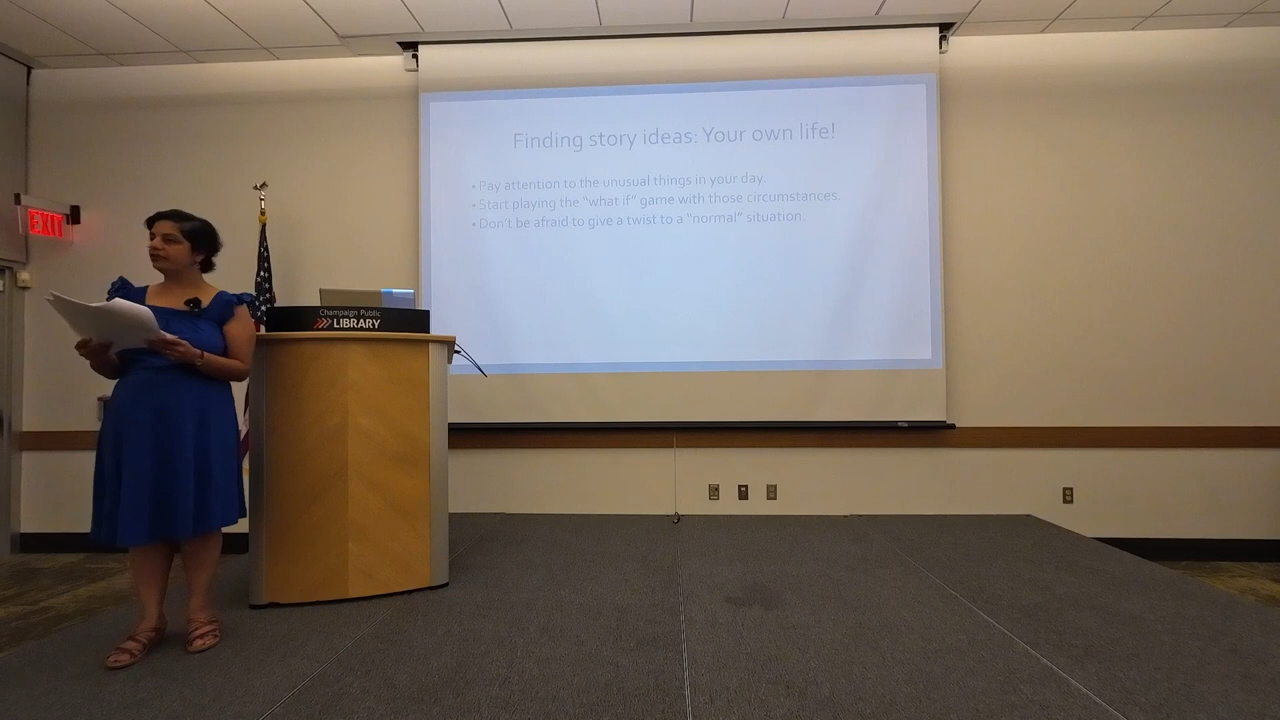 Finding story ideas: Your own life!
• Pay attention to the unusual things in your day.
• Start playing the "what if" game with those circumstances.
• Don't be afraid to give a twist to a "normal" situation.
EXIT
Champaign Public
LIBRARY